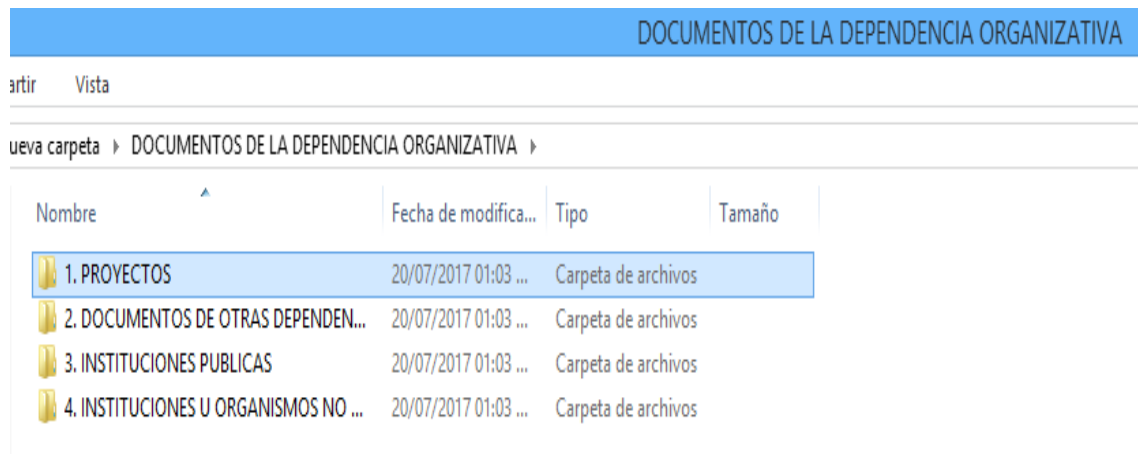 DOCUMENTOS DE LA DEPENDENCIA ORGANIZATIVA
artir Vista
ueva carpeta ▸ DOCUMENTOS DE LA DEPENDENCIA ORGANIZATIVA ▸
Nombre Fecha de modifica... Tipo Tamaño
1. PROYECTOS 20/07/2017 01:03 ... Carpeta de archivos
2. DOCUMENTOS DE OTRAS DEPENDEN... 20/07/2017 01:03 ... Carpeta de archivos
3. INSTITUCIONES PUBLICAS 20/07/2017 01:03 ... Carpeta de archivos
4. INSTITUCIONES U ORGANISMOS NO ... 20/07/2017 01:03 ... Carpeta de archivos